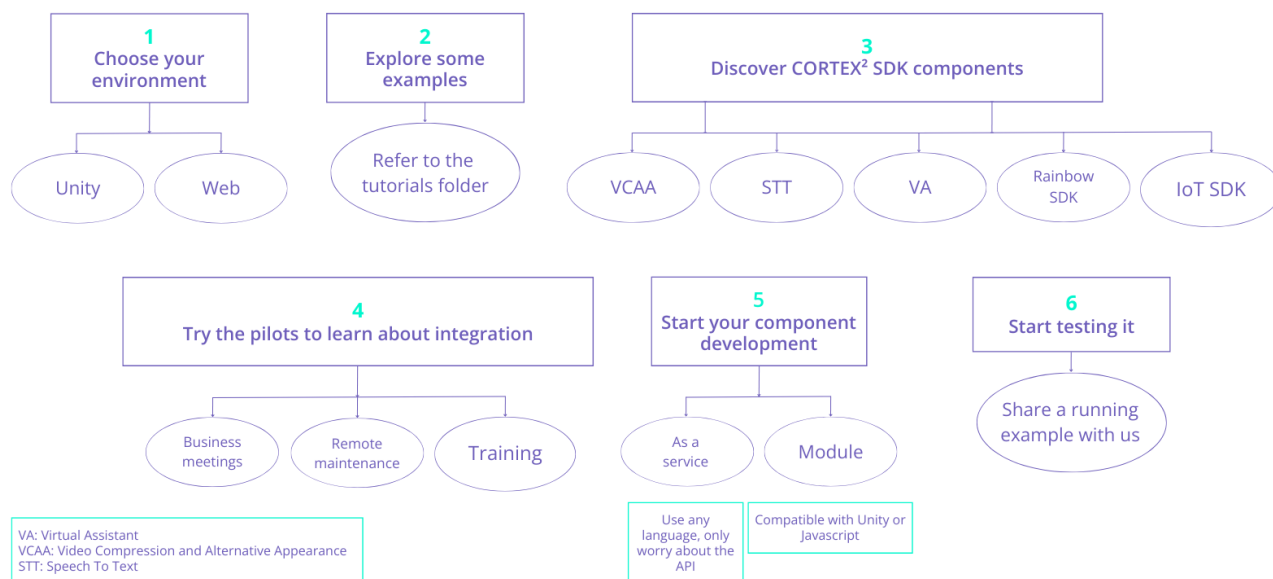 1
Choose your
environment
Unity
Web
2
Explore some
examples
Refer to the
tutorials folder
3
Discover CORTEX² SDK components
VCAA
STT
VA
Rainbow
SDK
IoT SDK
4
Try the pilots to learn about integration
Business
meetings
Remote
maintenance
Training
5
Start your component
development
As a
service
Module
Use any
language, only
worry about the
API
Compatible with Unity or
Javascript
6
Start testing it
Share a running
example with us
VA: Virtual Assistant
VCAA: Video Compression and Alternative Appearance
STT: Speech To Text